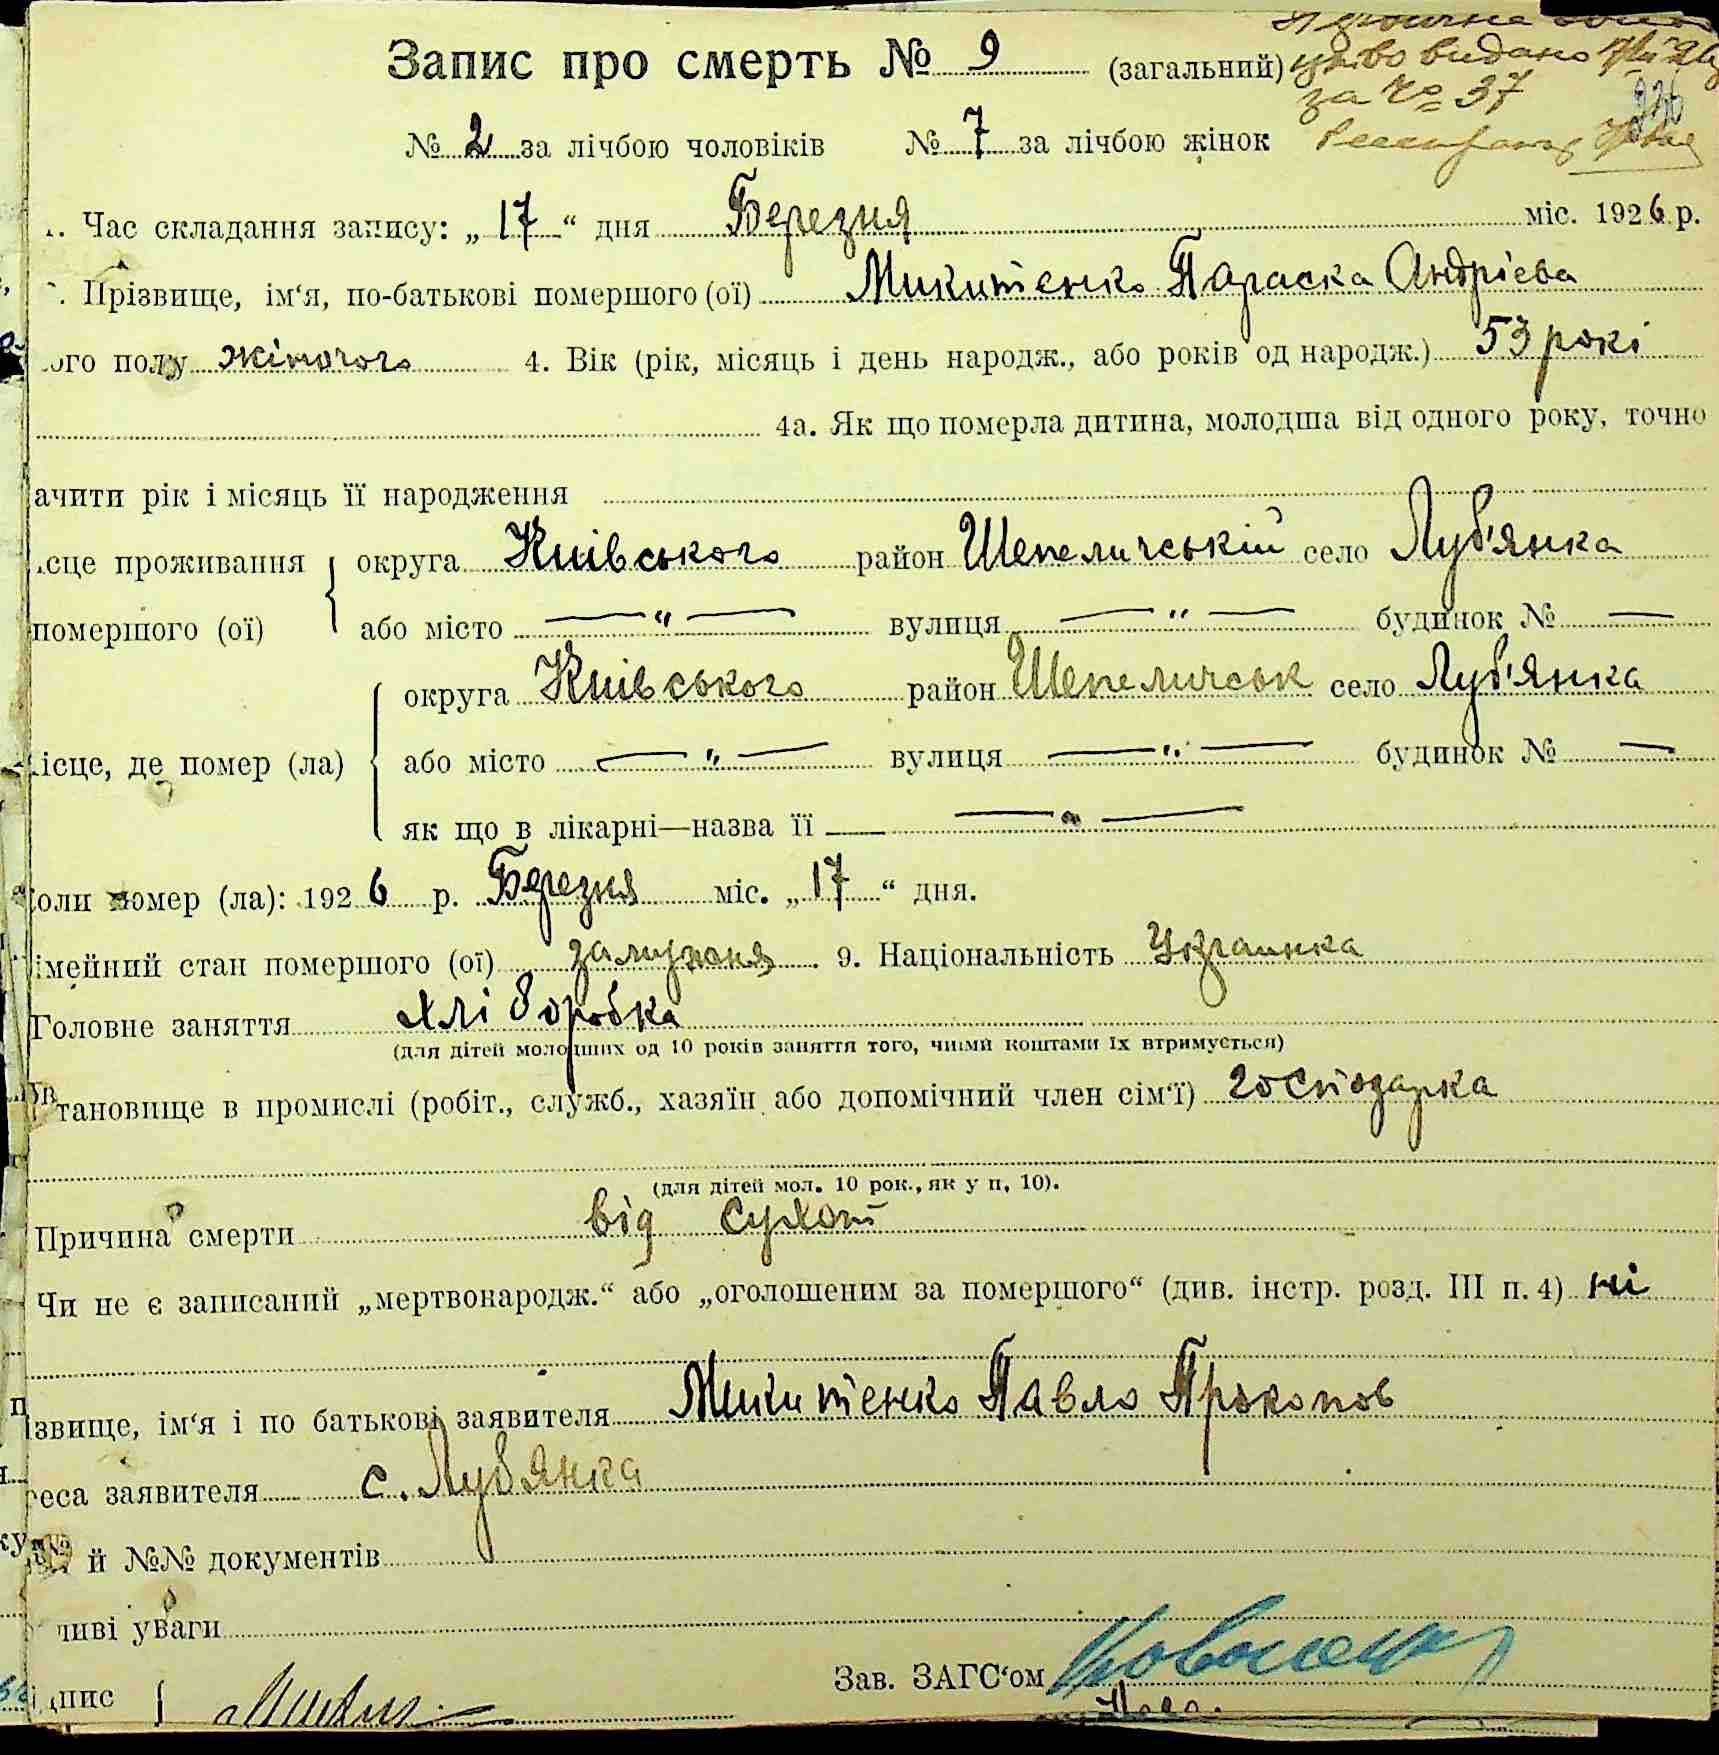 Запис про смерть № 9 (загальний)
видано
за № 37
№ 2 за лічбою чоловіків № 7 за лічбою жінок
Час складання запису: „17“ дня Березня міс. 1926 р.
Прізвище, ім‘я, по-батькові помершого (ої) Микитенко Параска Андрієва
ого полу жіночого 4. Вік (рік, місяць і день народж., або років од народж.) 53 рокі
4а. Як що померла дитина, молодша від одного року, точно
ачити рік і місяць її народження
ісце проживання помершого (ої)
округа Київського район Шепеличській село Луб'янка
або місто —„— вулиця —„— будинок № —
ісце, де помер (ла)
округа Київського район Шепеличськ село Луб'янка
або місто —„— вулиця —„— будинок № —
як що в лікарні—назва її —„—
оли помер (ла): 1926 р. Березня міс. „17“ дня.
імейний стан помершого (ої) замужня 9. Національність Украинка
Головне заняття хліборобка
(для дітей молодших од 10 років заняття того, чиїми коштами їх втримується)
тановище в промислі (робіт., служб., хазяїн або допомічний член сім‘ї) господарка
(для дітей мол. 10 рок., як у п. 10).
Причина смерти від сухот
Чи не є записаний „мертвонародж.“ або „оголошеним за помершого“ (див. інстр. розд. III п. 4) ні
звище, ім‘я і по батькові заявителя Микитенко Павло Прокопов
еса заявителя с. Луб'янка
й №№ документів
чиві уваги
Зав. ЗАГС‘ом
пис